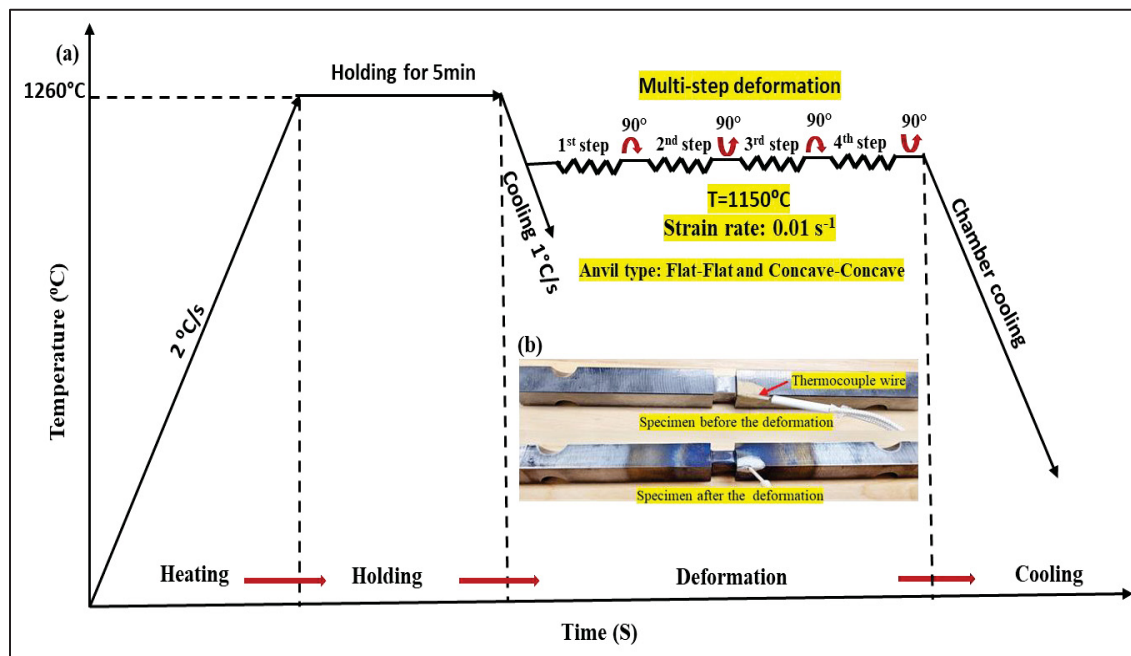 (a)
1260°C
Holding for 5min
Multi-step deformation
90° 90° 90° 90°
1st step 2nd step 3rd step 4th step
T=1150°C
Strain rate: 0.01 s-1
Anvil type: Flat-Flat and Concave-Concave
Cooling 1°C/s
2 °C/s
Chamber cooling
(b)
Thermocouple wire
Specimen before the deformation
Specimen after the deformation
Heating Holding Deformation Cooling
Temperature (°C)
Time (S)